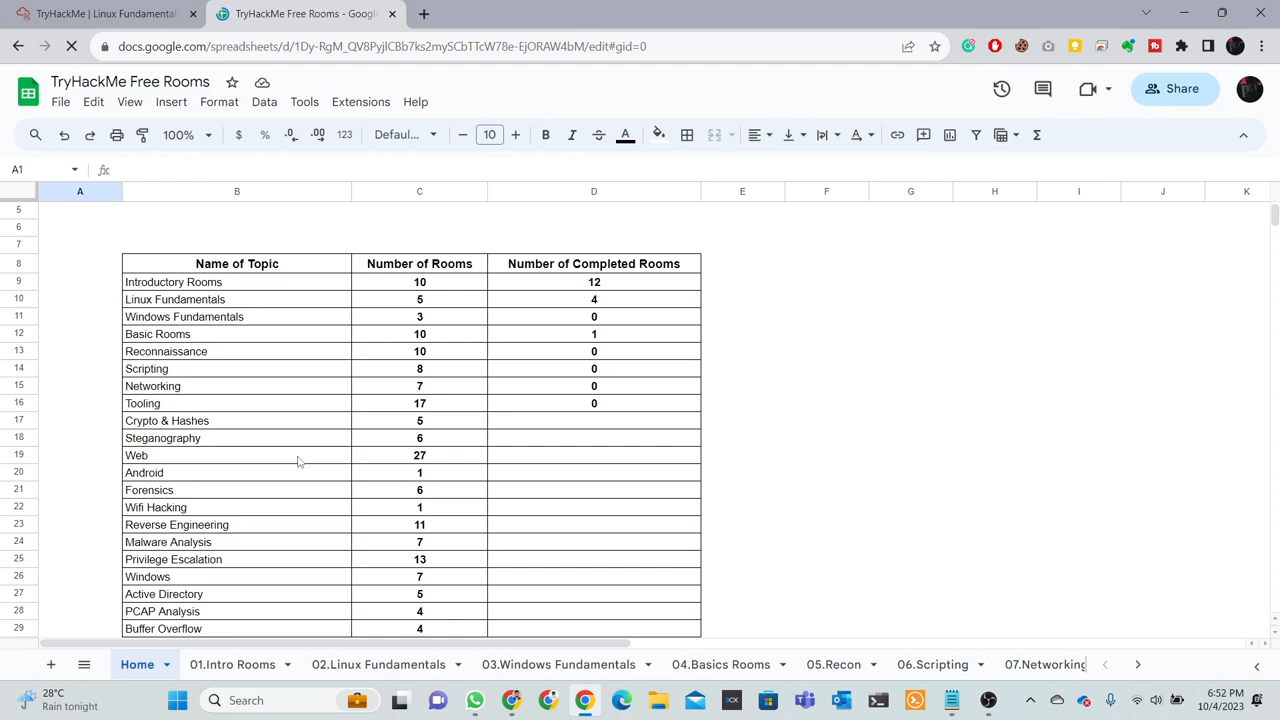 TryHackMe | Linux Fundamental
TryHackMe Free Rooms - Google
docs.google.com/spreadsheets/d/1Dy-RgM_QV8PyjlCBb7ks2mySCbTTcW78e-EjORAW4bM/edit#gid=0
TryHackMe Free Rooms
File Edit View Insert Format Data Tools Extensions Help
Share
100% $ % .0 .00 123 Defaul... 10 B I A
A1 fx
A B C D E F G H I J K
5
6
7
8 Name of Topic Number of Rooms Number of Completed Rooms
9 Introductory Rooms 10 12
10 Linux Fundamentals 5 4
11 Windows Fundamentals 3 0
12 Basic Rooms 10 1
13 Reconnaissance 10 0
14 Scripting 8 0
15 Networking 7 0
16 Tooling 17 0
17 Crypto & Hashes 5
18 Steganography 6
19 Web 27
20 Android 1
21 Forensics 6
22 Wifi Hacking 1
23 Reverse Engineering 11
24 Malware Analysis 7
25 Privilege Escalation 13
26 Windows 7
27 Active Directory 5
28 PCAP Analysis 4
29 Buffer Overflow 4
Home 01.Intro Rooms 02.Linux Fundamentals 03.Windows Fundamentals 04.Basics Rooms 05.Recon 06.Scripting 07.Networking
28°C
Rain tonight
Search
6:52 PM
10/4/2023